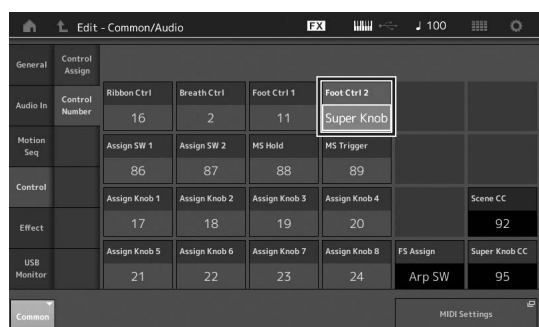 Edit - Common/Audio FX ♩ 100
General Control Assign
Audio In Control Number
Ribbon Ctrl Breath Ctrl Foot Ctrl 1 Foot Ctrl 2
16 2 11 Super Knob
Motion Seq
Assign SW 1 Assign SW 2 MS Hold MS Trigger
86 87 88 89
Control
Assign Knob 1 Assign Knob 2 Assign Knob 3 Assign Knob 4 Scene CC
Effect
17 18 19 20 92
USB Monitor
Assign Knob 5 Assign Knob 6 Assign Knob 7 Assign Knob 8 FS Assign Super Knob CC
21 22 23 24 Arp SW 95
Common MIDI Settings